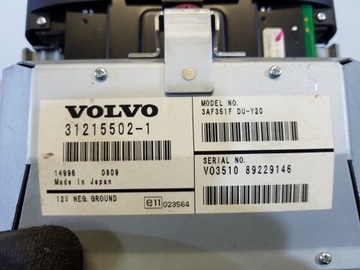 VOLVO
31215502-1
14996 0809
Made in Japan
12V NEG. GROUND
e11 023564
MODEL NO.
3AF351F DU-Y20
SERIAL NO.
VO3510 89229146